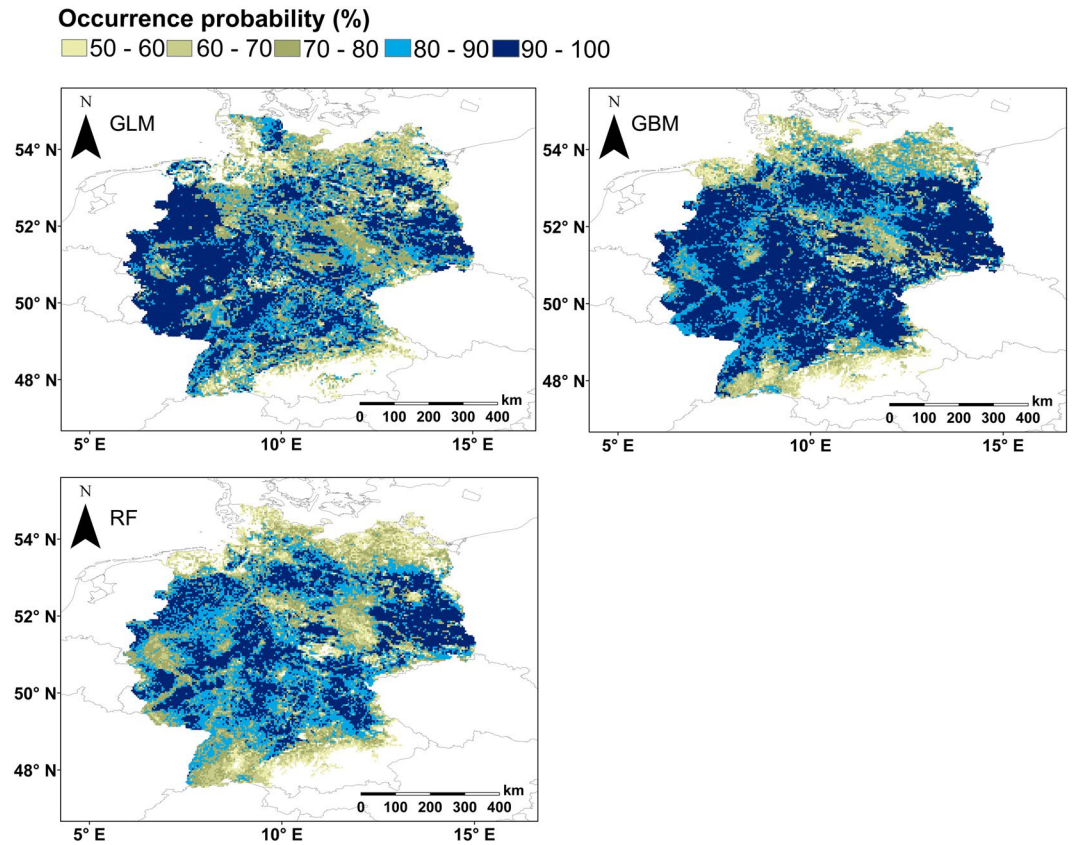 Occurrence probability (%)
50 - 60 60 - 70 70 - 80 80 - 90 90 - 100
N
GLM
54° N
52° N
50° N
48° N
km
0 100 200 300 400
5° E 10° E 15° E
N
GBM
54° N
52° N
50° N
48° N
km
0 100 200 300 400
5° E 10° E 15° E
N
RF
54° N
52° N
50° N
48° N
km
0 100 200 300 400
5° E 10° E 15° E